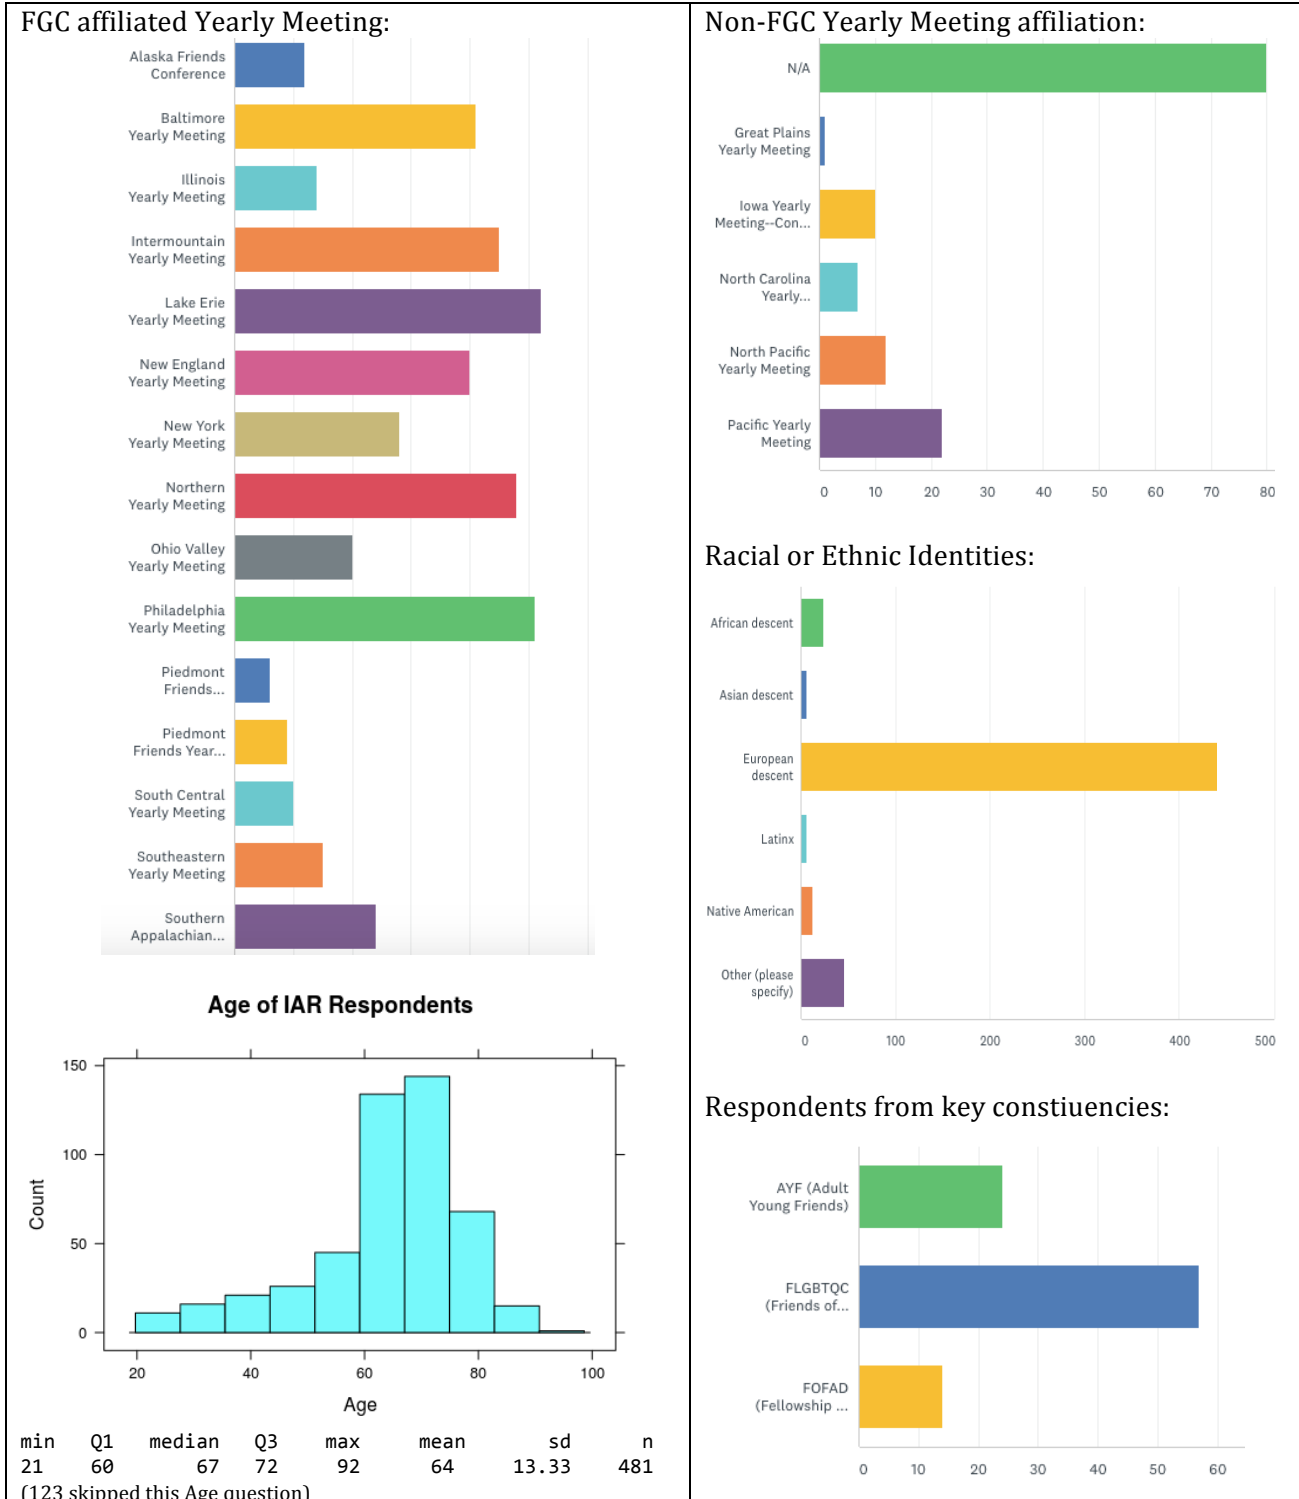 FGC affiliated Yearly Meeting:
Alaska Friends
Conference
Baltimore
Yearly Meeting
Illinois
Yearly Meeting
Intermountain
Yearly Meeting
Lake Erie
Yearly Meeting
New England
Yearly Meeting
New York
Yearly Meeting
Northern
Yearly Meeting
Ohio Valley
Yearly Meeting
Philadelphia
Yearly Meeting
Piedmont
Friends...
Piedmont
Friends Year...
South Central
Yearly Meeting
Southeastern
Yearly Meeting
Southern
Appalachian...
Age of IAR Respondents
150
100
50
0
Count
20 40 60 80 100
Age
min Q1 median Q3 max mean sd n
21 60 67 72 92 64 13.33 481
(123 skipped this Age question)
Non-FGC Yearly Meeting affiliation:
N/A
Great Plains
Yearly Meeting
Iowa Yearly
Meeting--Con...
North Carolina
Yearly...
North Pacific
Yearly Meeting
Pacific Yearly
Meeting
0 10 20 30 40 50 60 70 80
Racial or Ethnic Identities:
African descent
Asian descent
European
descent
Latinx
Native American
Other (please
specify)
0 100 200 300 400 500
Respondents from key constiuencies:
AYF (Adult
Young Friends)
FLGBTQC
(Friends of...
FOFAD
(Fellowship ...
0 10 20 30 40 50 60